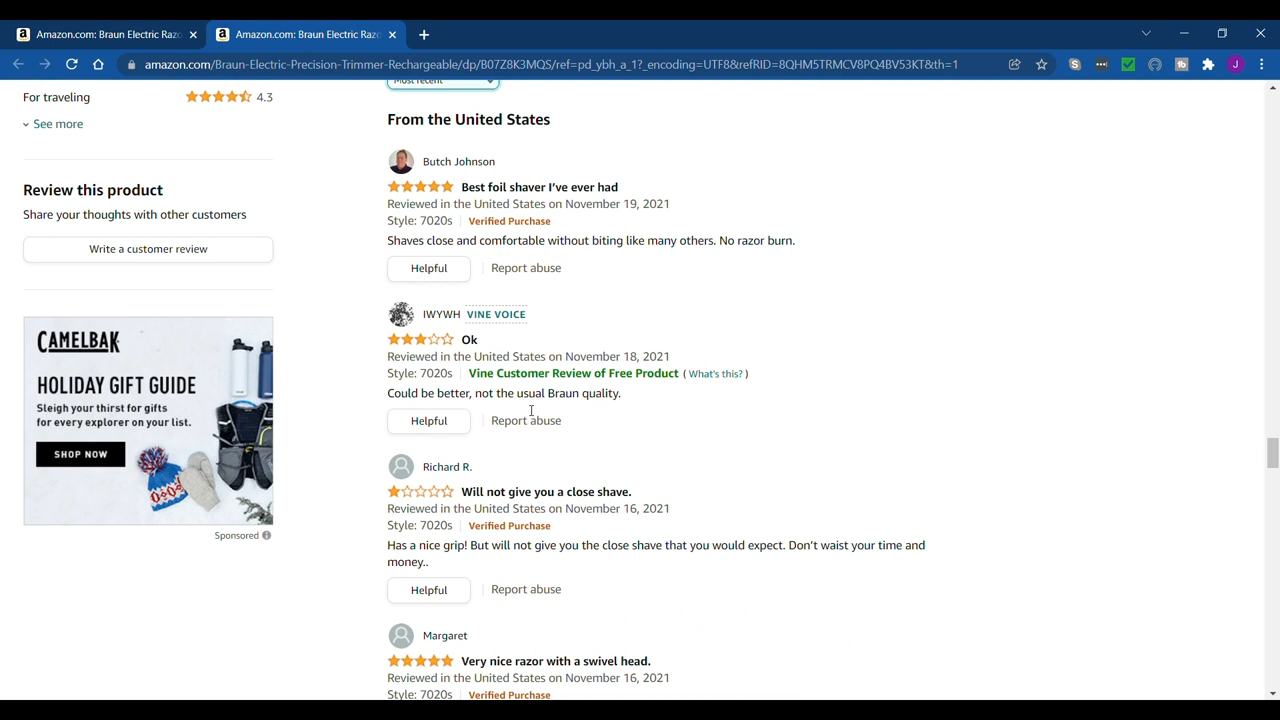 Amazon.com: Braun Electric Razo
Amazon.com: Braun Electric Razo
amazon.com/Braun-Electric-Precision-Trimmer-Rechargeable/dp/B07Z8K3MQS/ref=pd_ybh_a_1?_encoding=UTF8&refRID=8QHM5TRMCV8PQ4BV53KT&th=1
J
Most recent
For traveling 4.3
See more
Review this product
Share your thoughts with other customers
Write a customer review
CAMELBAK
HOLIDAY GIFT GUIDE
Sleigh your thirst for gifts
for every explorer on your list.
SHOP NOW
Sponsored
From the United States
Butch Johnson
Best foil shaver I've ever had
Reviewed in the United States on November 19, 2021
Style: 7020s Verified Purchase
Shaves close and comfortable without biting like many others. No razor burn.
Helpful Report abuse
IWYWH VINE VOICE
Ok
Reviewed in the United States on November 18, 2021
Style: 7020s Vine Customer Review of Free Product ( What's this? )
Could be better, not the usual Braun quality.
Helpful Report abuse
Richard R.
Will not give you a close shave.
Reviewed in the United States on November 16, 2021
Style: 7020s Verified Purchase
Has a nice grip! But will not give you the close shave that you would expect. Don't waist your time and
money..
Helpful Report abuse
Margaret
Very nice razor with a swivel head.
Reviewed in the United States on November 16, 2021
Style: 7020s Verified Purchase